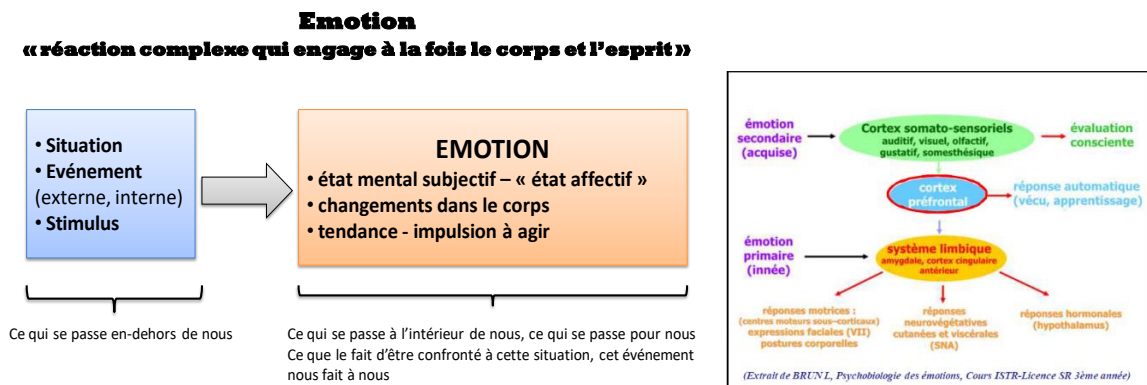 Emotion
« réaction complexe qui engage à la fois le corps et l'esprit »
• Situation
• Evénement
(externe, interne)
• Stimulus
EMOTION
• état mental subjectif – « état affectif »
• changements dans le corps
• tendance - impulsion à agir
Ce qui se passe en-dehors de nous
Ce qui se passe à l'intérieur de nous, ce qui se passe pour nous
Ce que le fait d'être confronté à cette situation, cet événement
nous fait à nous
émotion
secondaire
(acquise)
Cortex somato-sensoriels
auditif, visuel, olfactif,
gustatif, somesthésique
évaluation
consciente
cortex
préfrontal
réponse automatique
(vécu, apprentissage)
émotion
primaire
(innée)
système limbique
amygdale, cortex cingulaire
antérieur
réponses motrices :
(centres moteurs sous-corticaux)
expressions faciales (VII)
postures corporelles
réponses
neurovégétatives
cutanées et viscérales
(SNA)
réponses hormonales
(hypothalamus)
(Extrait de BRUN L, Psychobiologie des émotions, Cours ISTR-Licence SR 3ème année)